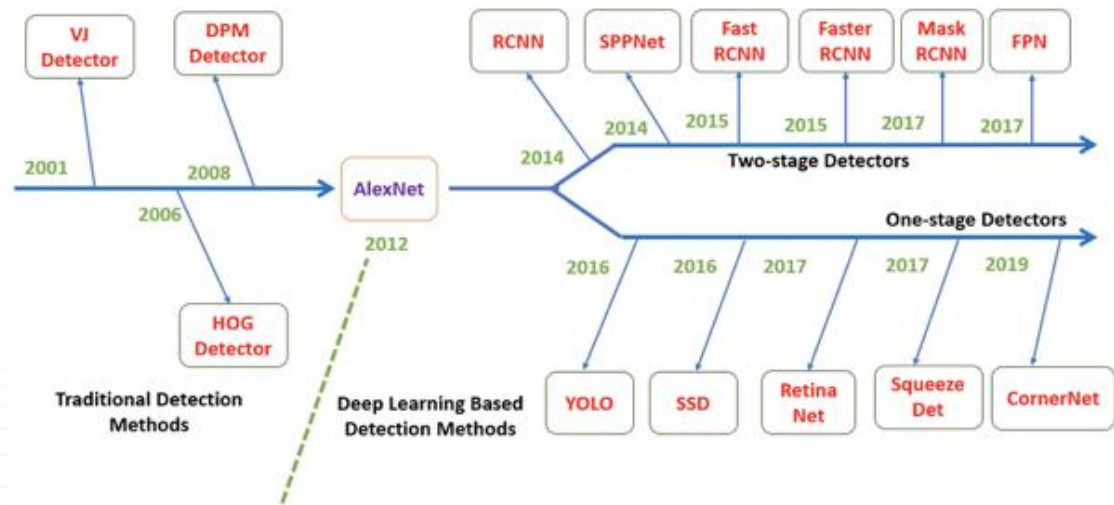 VJ
Detector
DPM
Detector
RCNN
SPPNet
Fast
RCNN
Faster
RCNN
Mask
RCNN
FPN
2001
2008
2006
2014
2014
2015
2015
2017
2017
Two-stage Detectors
AlexNet
2012
One-stage Detectors
2016
2016
2017
2017
2019
HOG
Detector
YOLO
SSD
Retina
Net
Squeeze
Det
CornerNet
Traditional Detection
Methods
Deep Learning Based
Detection Methods